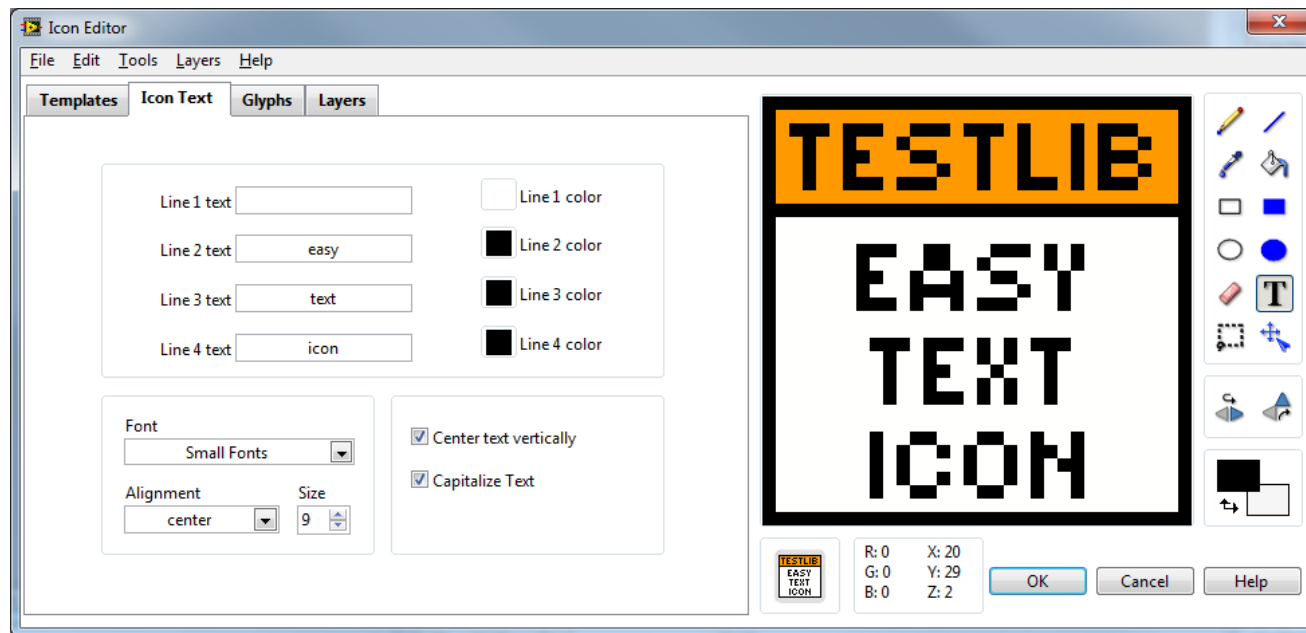 Icon Editor
File Edit Tools Layers Help
Templates Icon Text Glyphs Layers
Line 1 text Line 1 color
Line 2 text easy Line 2 color
Line 3 text text Line 3 color
Line 4 text icon Line 4 color
Font
Small Fonts
Alignment Size
center 9
Center text vertically
Capitalize Text
TESTLIB
EASY
TEXT
ICON
T
TESTLIB
EASY
TEXT
ICON
R: 0 X: 20
G: 0 Y: 29
B: 0 Z: 2
OK Cancel Help